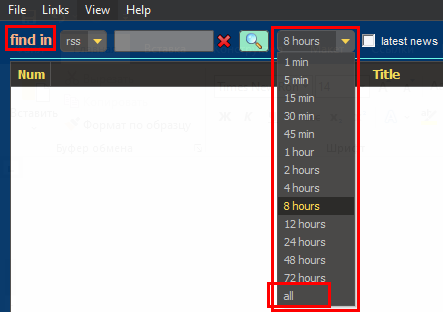 File Links View Help
find in rss 8 hours latest news
Num Title
1 min
5 min
15 min
30 min
45 min
1 hour
2 hours
4 hours
8 hours
12 hours
24 hours
48 hours
72 hours
all
Формат по образцу
Буфер обмена